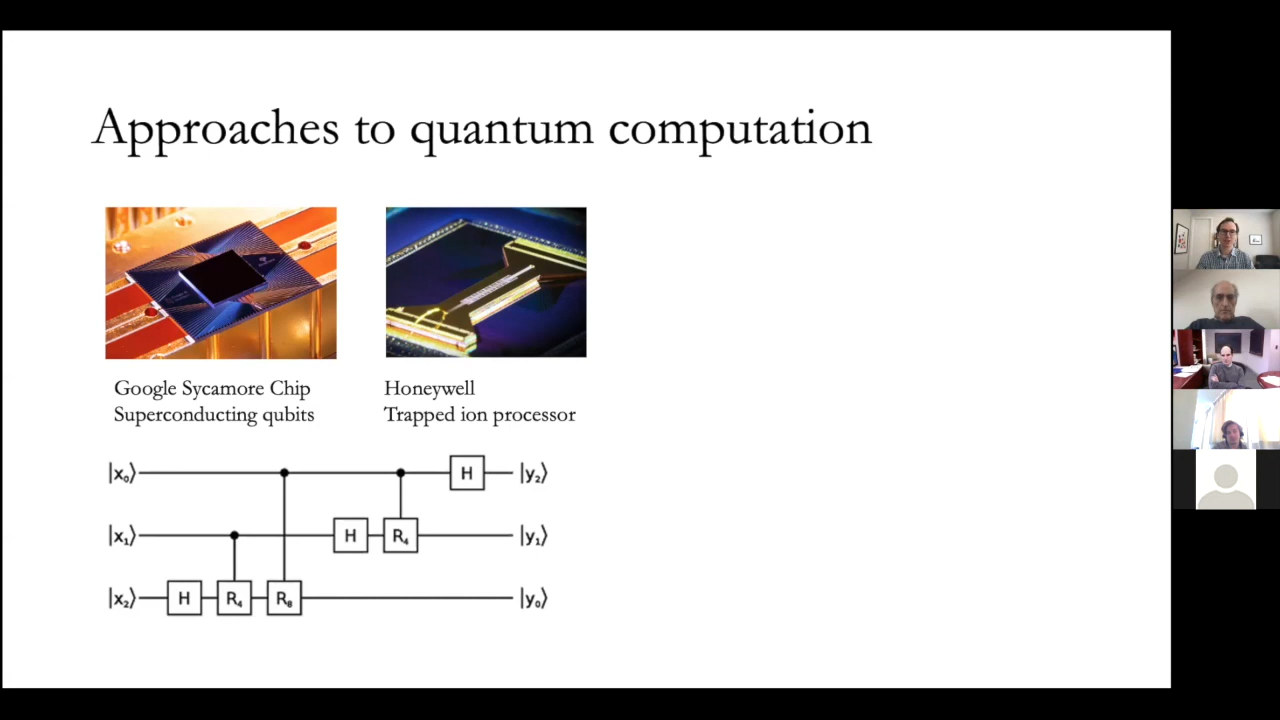 Approaches to quantum computation
Google Sycamore Chip
Superconducting qubits
Honeywell
Trapped ion processor
|x₀⟩ H |y₂⟩
|x₁⟩ H R₄ |y₁⟩
|x₂⟩ H R₄ R₈ |y₀⟩